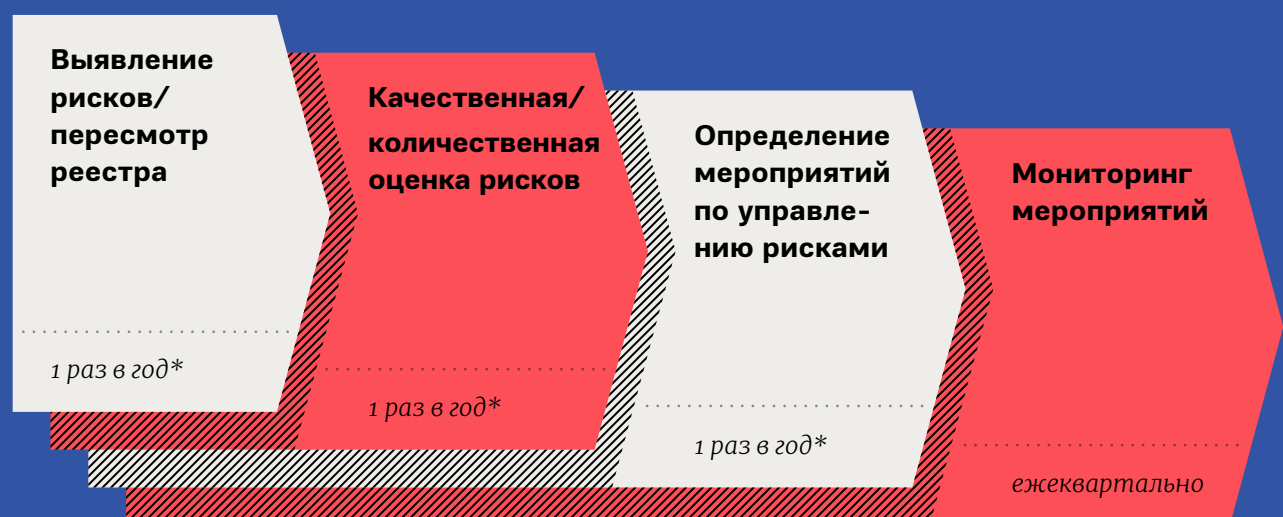 Выявление
рисков/
пересмотр
реестра
1 раз в год*
Качественная/
количественная
оценка рисков
1 раз в год*
Определение
мероприятий
по управле-
нию рисками
1 раз в год*
Мониторинг
мероприятий
ежеквартально